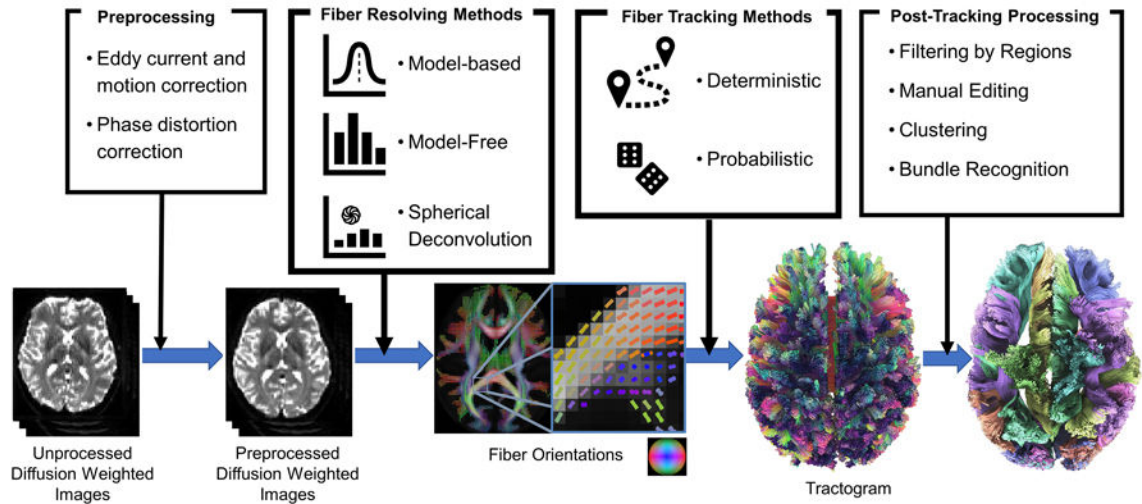 Preprocessing
• Eddy current and
motion correction
• Phase distortion
correction
Fiber Resolving Methods
• Model-based
• Model-Free
• Spherical
Deconvolution
Fiber Tracking Methods
• Deterministic
• Probabilistic
Post-Tracking Processing
• Filtering by Regions
• Manual Editing
• Clustering
• Bundle Recognition
Unprocessed
Diffusion Weighted
Images
Preprocessed
Diffusion Weighted
Images
Fiber Orientations
Tractogram